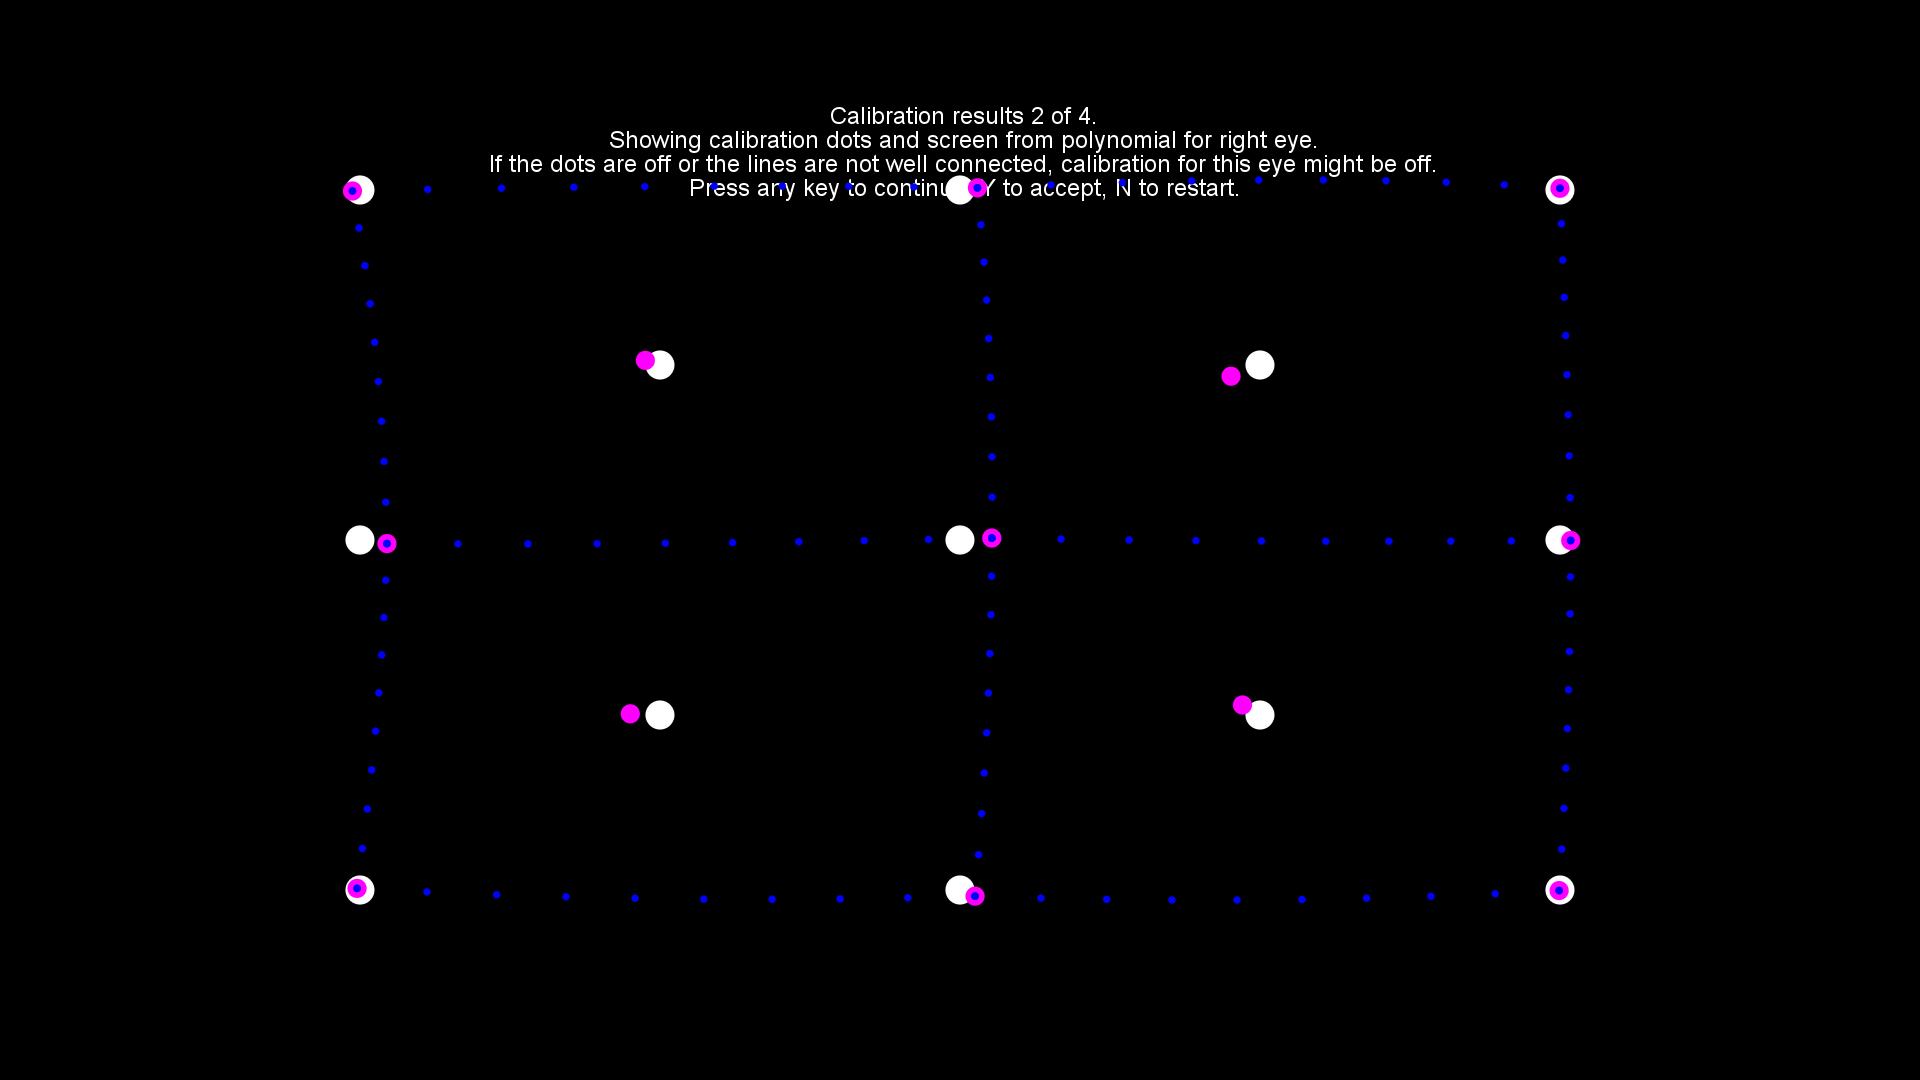 Calibration results 2 of 4.
Showing calibration dots and screen from polynomial for right eye.
If the dots are off or the lines are not well connected, calibration for this eye might be off.
Press any key to continu Y to accept, N to restart.